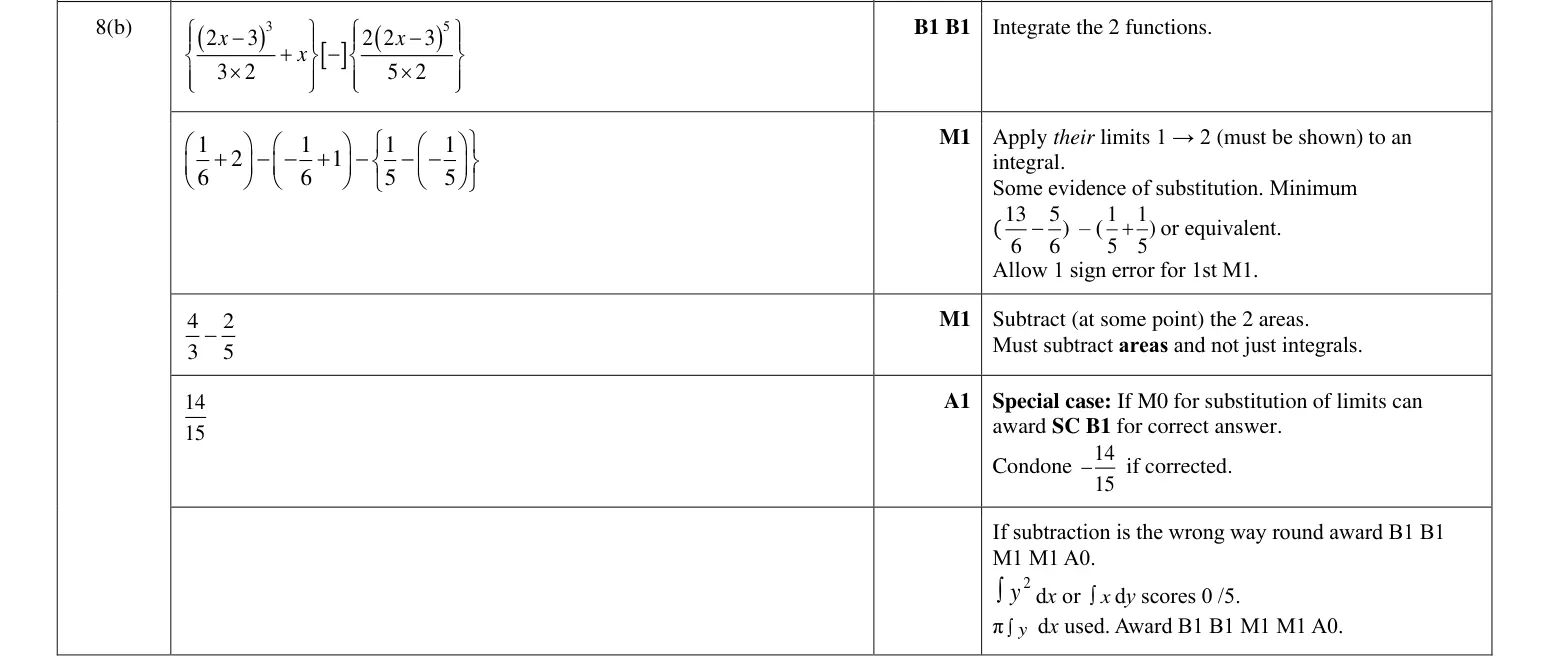 8(b)
{(2x − 3)³/(3×2) + x}[−]{2(2x − 3)⁵/(5×2)}
B1 B1
Integrate the 2 functions.
(1/6 + 2) − (−1/6 + 1) − {1/5 − (−1/5)}
M1
Apply their limits 1 → 2 (must be shown) to an
integral.
Some evidence of substitution. Minimum
(13/6 − 5/6) – (1/5 + 1/5) or equivalent.
Allow 1 sign error for 1st M1.
4/3 − 2/5
M1
Subtract (at some point) the 2 areas.
Must subtract areas and not just integrals.
14/15
A1
Special case: If M0 for substitution of limits can
award SC B1 for correct answer.
Condone −14/15 if corrected.
If subtraction is the wrong way round award B1 B1
M1 M1 A0.
∫y² dx or ∫x dy scores 0 /5.
π∫y dx used. Award B1 B1 M1 M1 A0.